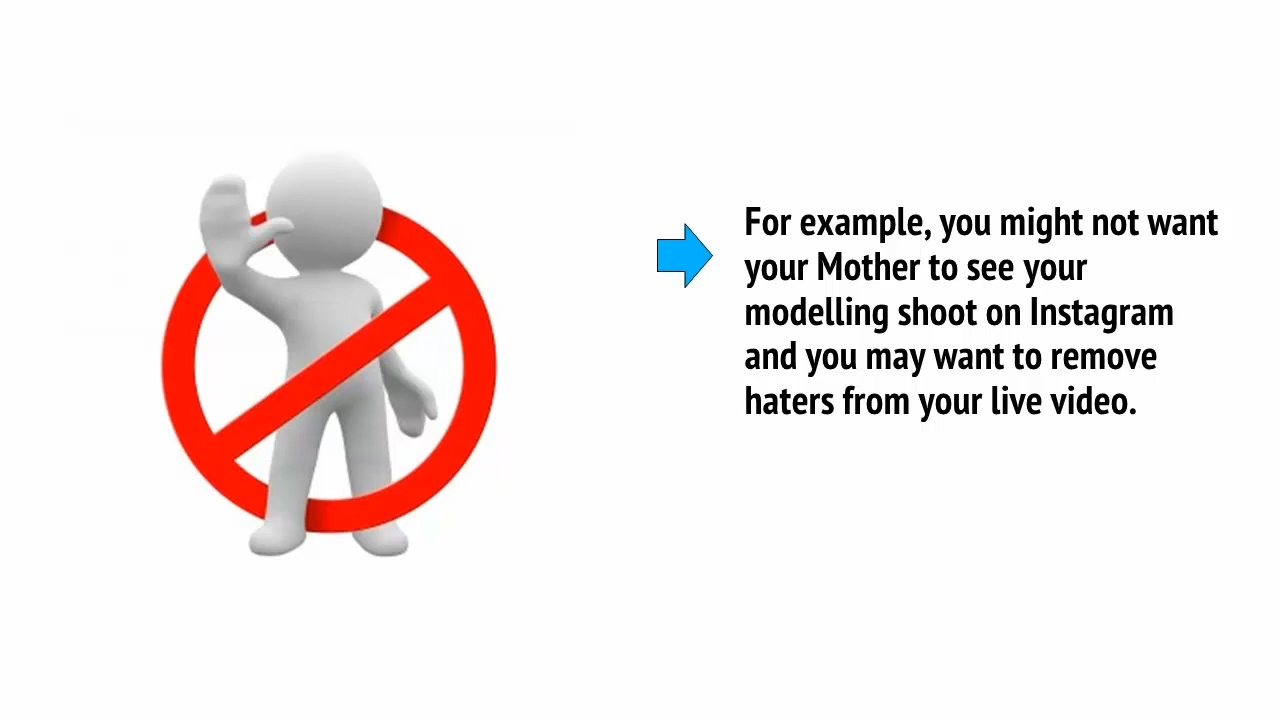 For example, you might not want
your Mother to see your
modelling shoot on Instagram
and you may want to remove
haters from your live video.